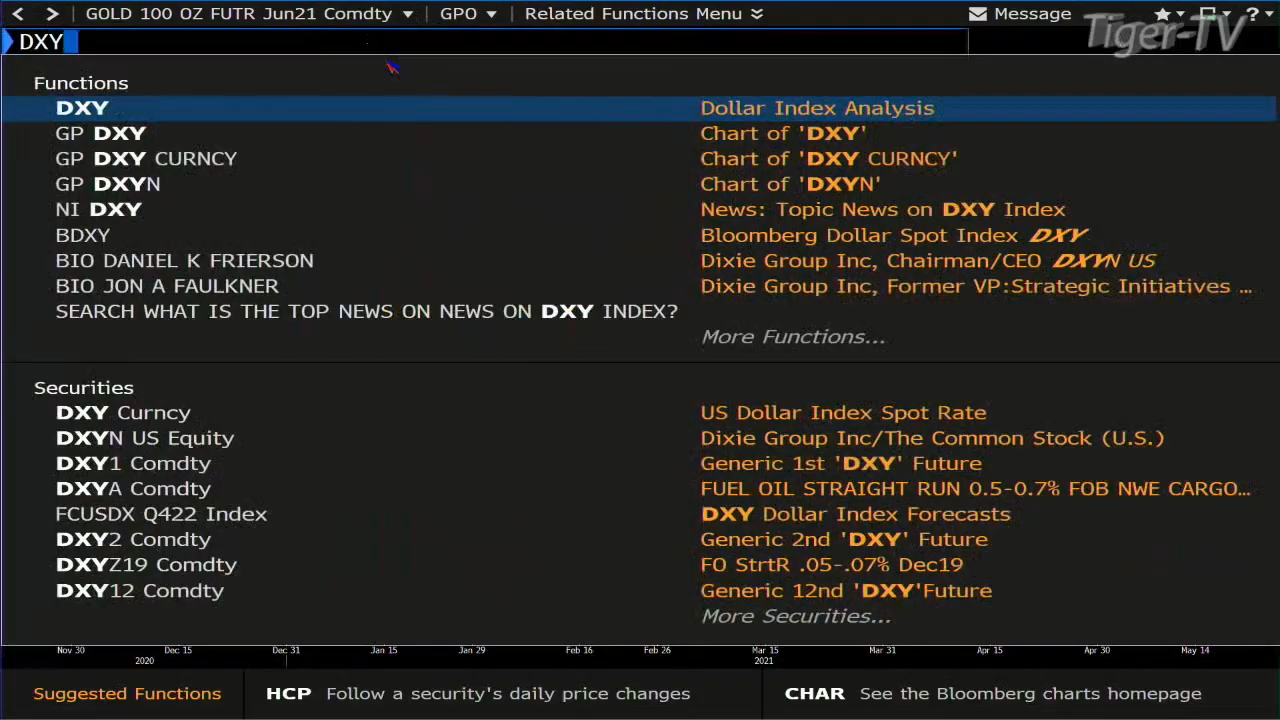 GOLD 100 OZ FUTR Jun21 Comdty GPO Related Functions Menu Message ?
Tiger-TV
DXY
Functions
DXY Dollar Index Analysis
GP DXY Chart of 'DXY'
GP DXY CURNCY Chart of 'DXY CURNCY'
GP DXYN Chart of 'DXYN'
NI DXY News: Topic News on DXY Index
BDXY Bloomberg Dollar Spot Index DXY
BIO DANIEL K FRIERSON Dixie Group Inc, Chairman/CEO DXYN US
BIO JON A FAULKNER Dixie Group Inc, Former VP:Strategic Initiatives ...
SEARCH WHAT IS THE TOP NEWS ON NEWS ON DXY INDEX?
More Functions...
Securities
DXY Curncy US Dollar Index Spot Rate
DXYN US Equity Dixie Group Inc/The Common Stock (U.S.)
DXY1 Comdty Generic 1st 'DXY' Future
DXYA Comdty FUEL OIL STRAIGHT RUN 0.5-0.7% FOB NWE CARGO...
FCUSDX Q422 Index DXY Dollar Index Forecasts
DXY2 Comdty Generic 2nd 'DXY' Future
DXYZ19 Comdty FO StrtR .05-.07% Dec19
DXY12 Comdty Generic 12nd 'DXY'Future
More Securities...
Nov 30 Dec 15 Dec 31 Jan 15 Jan 29 Feb 16 Feb 26 Mar 15 Mar 31 Apr 15 Apr 30 May 14
2020 2021
Suggested Functions HCP Follow a security's daily price changes CHAR See the Bloomberg charts homepage